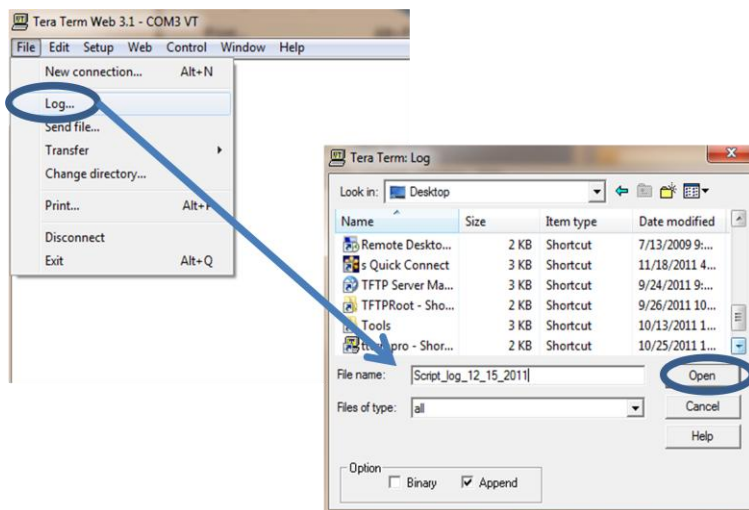 Tera Term Web 3.1 - COM3 VT
File Edit Setup Web Control Window Help
New connection... Alt+N
Log...
Send file...
Transfer
Change directory...
Print...
Disconnect
Exit Alt+Q
Tera Term: Log
Look in: Desktop
Name Size Item type Date modified
Remote Deskto... 2 KB Shortcut 7/13/2009 9:...
s Quick Connect 3 KB Shortcut 11/18/2011 4...
TFTP Server Ma... 3 KB Shortcut 9/24/2011 9:...
TFTPRoot - Sho... 2 KB Shortcut 9/26/2011 10...
Tools 3 KB Shortcut 10/13/2011 1...
2 KB Shortcut 10/25/2011 1...
File name: Script_log_12_15_2011 Open
Files of type: all Cancel
Help
Option
Binary Append